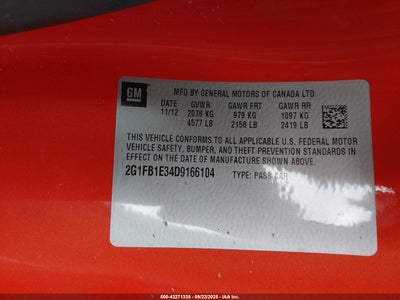 GM
MFD BY GENERAL MOTORS OF CANADA LTD.
DATE GVWR GAWR FRT GAWR RR
11/12 2076 KG 979 KG 1097 KG
4577 LB 2158 LB 2419 LB
THIS VEHICLE CONFORMS TO ALL APPLICABLE U.S. FEDERAL MOTOR
VEHICLE SAFETY, BUMPER, AND THEFT PREVENTION STANDARDS IN
EFFECT ON THE DATE OF MANUFACTURE SHOWN ABOVE.
2G1FB1E34D9166104 TYPE: PASS CAR
000-43271338 - 09/22/2025 - IAA Inc.